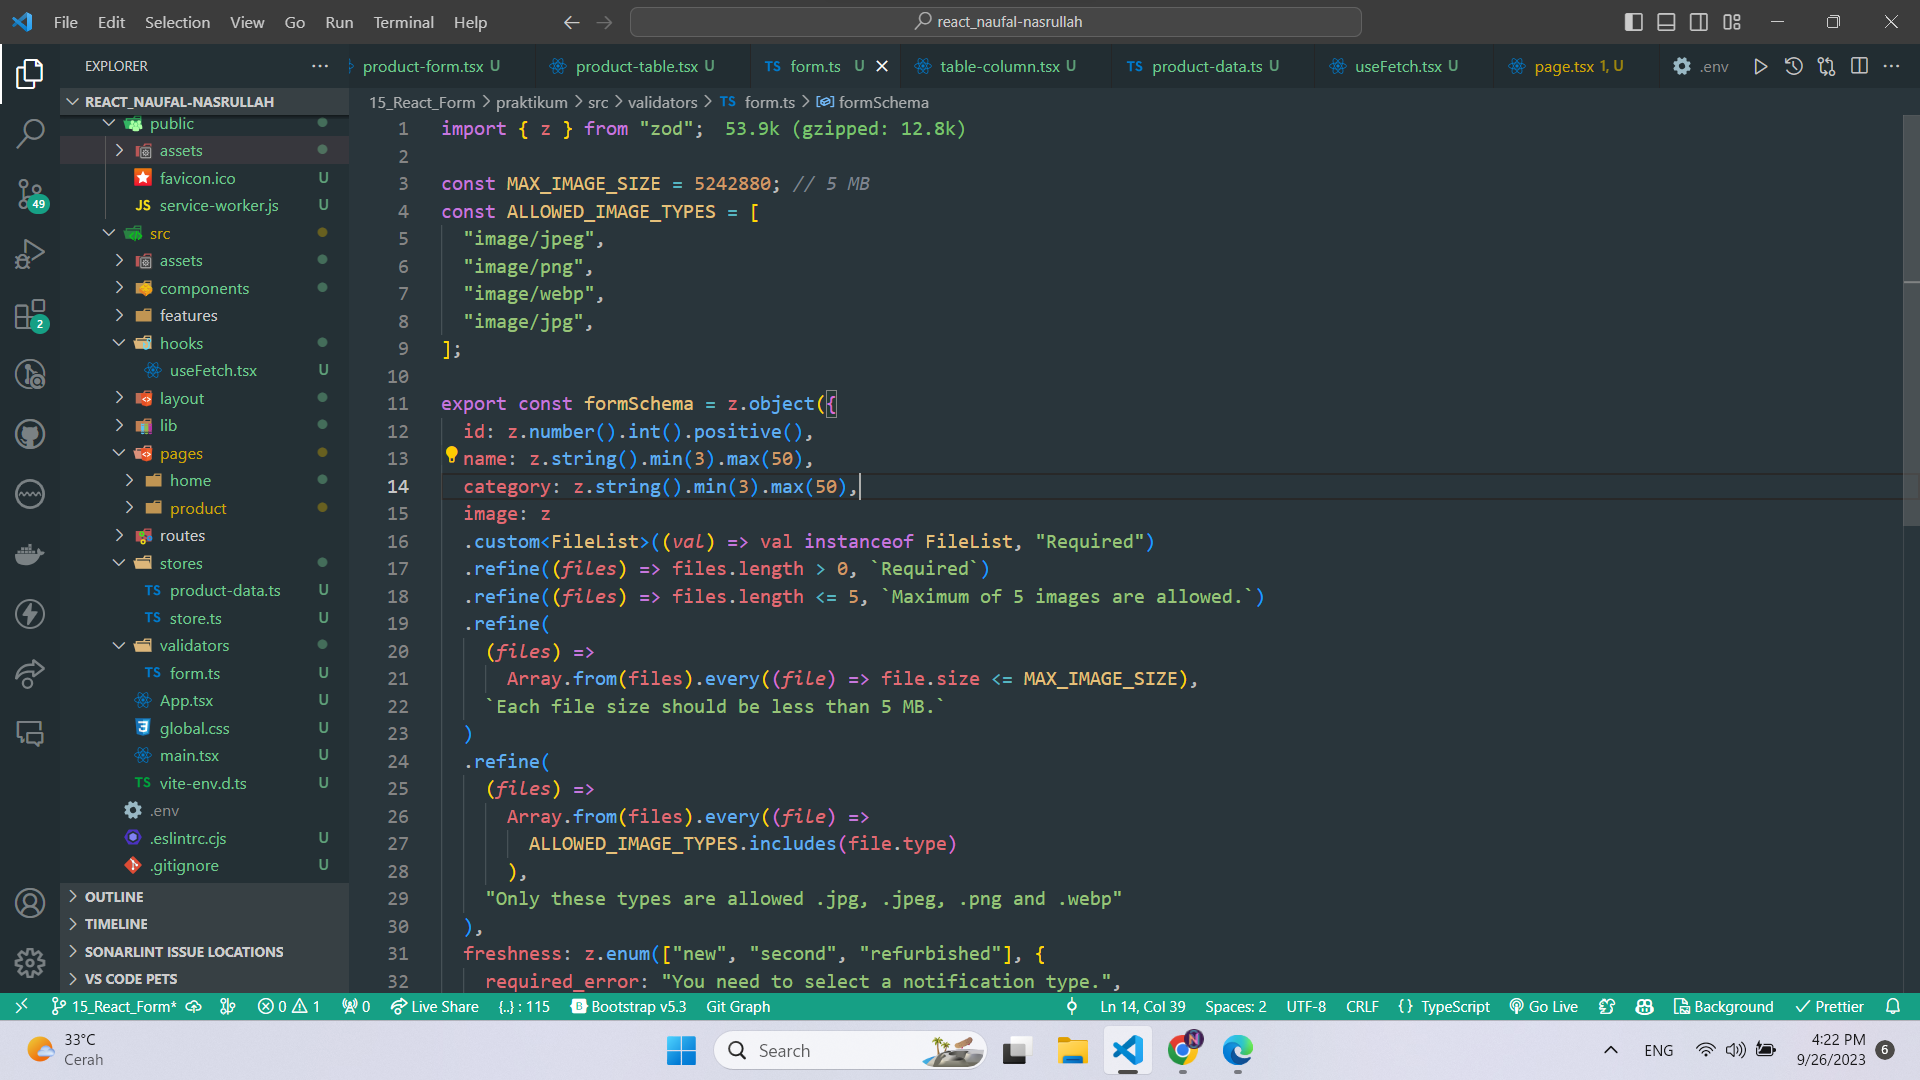 File Edit Selection View Go Run Terminal Help
react_naufal-nasrullah
EXPLORER
product-form.tsx U
product-table.tsx U
TS form.ts U
table-column.tsx U
TS product-data.ts U
useFetch.tsx U
page.tsx 1, U
.env
REACT_NAUFAL-NASRULLAH
public
assets
favicon.ico U
JS service-worker.js U
src
assets
components
features
hooks
useFetch.tsx U
layout
lib
pages
home
product
routes
stores
TS product-data.ts U
TS store.ts U
validators
TS form.ts U
App.tsx U
global.css U
main.tsx U
TS vite-env.d.ts U
.env
.eslintrc.cjs U
.gitignore U
OUTLINE
TIMELINE
SONARLINT ISSUE LOCATIONS
VS CODE PETS
49
2
15_React_Form > praktikum > src > validators > TS form.ts > formSchema
1 import { z } from "zod"; 53.9k (gzipped: 12.8k)
2
3 const MAX_IMAGE_SIZE = 5242880; // 5 MB
4 const ALLOWED_IMAGE_TYPES = [
5 "image/jpeg",
6 "image/png",
7 "image/webp",
8 "image/jpg",
9 ];
10
11 export const formSchema = z.object({
12 id: z.number().int().positive(),
13 name: z.string().min(3).max(50),
14 category: z.string().min(3).max(50),
15 image: z
16 .custom<FileList>((val) => val instanceof FileList, "Required")
17 .refine((files) => files.length > 0, `Required`)
18 .refine((files) => files.length <= 5, `Maximum of 5 images are allowed.`)
19 .refine(
20 (files) =>
21 Array.from(files).every((file) => file.size <= MAX_IMAGE_SIZE),
22 `Each file size should be less than 5 MB.`
23 )
24 .refine(
25 (files) =>
26 Array.from(files).every((file) =>
27 ALLOWED_IMAGE_TYPES.includes(file.type)
28 ),
29 "Only these types are allowed .jpg, .jpeg, .png and .webp"
30 ),
31 freshness: z.enum(["new", "second", "refurbished"], {
32 required_error: "You need to select a notification type.",
15_React_Form* 0 1 0 Live Share {..} : 115 B Bootstrap v5.3 Git Graph Ln 14, Col 39 Spaces: 2 UTF-8 CRLF {} TypeScript Go Live Background Prettier
33°C
Cerah
Search
N
ENG
4:22 PM
9/26/2023
6